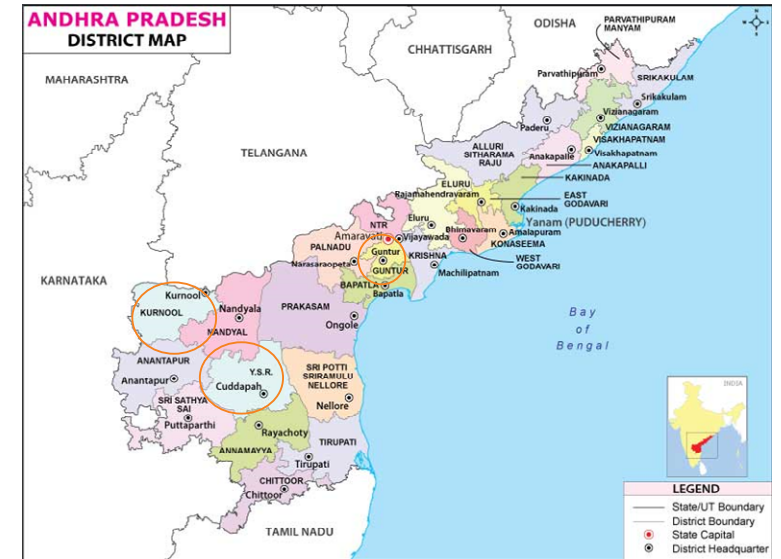 ANDHRA PRADESH
DISTRICT MAP
ODISHA
PARVATHIPURAM
MANYAM
CHHATTISGARH
MAHARASHTRA
Parvathipuram
SRIKAKULAM
Srikakulam
Vizianagaram
Paderu
VIZIANAGARAM
VISAKHAPATNAM
TELANGANA
ALLURI
SITHARAMA
RAJU
Anakapalle
Visakhapatnam
ANAKAPALLI
KAKINADA
ELURU
Rajamahendravaram
EAST
GODAVARI
Kakinada
Eluru
NTR
Yanam (PUDUCHERRY)
Amaravati
Vijayawada
Bhimavaram
Amalapuram
KONASEEMA
PALNADU
Guntur
KRISHNA
WEST
GODAVARI
Narasaraopeta
GUNTUR
Machilipatnam
KARNATAKA
BAPATLA
Bapatla
Kurnool
KURNOOL
Nandyala
PRAKASAM
NANDYAL
Ongole
Bay
of
Bengal
ANANTAPUR
Anantapur
Y.S.R.
Cuddapah
SRI POTTI
SRIRAMULU
NELLORE
Nellore
SRI SATHYA
SAI
Puttaparthi
Rayachoty
ANNAMAYYA
TIRUPATI
Tirupati
CHITTOOR
Chittoor
TAMIL NADU
INDIA
LEGEND
State/UT Boundary
District Boundary
State Capital
District Headquarter